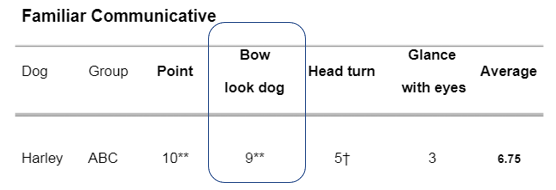 Familiar Communicative
Dog Group Point Bow look dog Head turn Glance with eyes Average
Harley ABC 10** 9** 5† 3 6.75